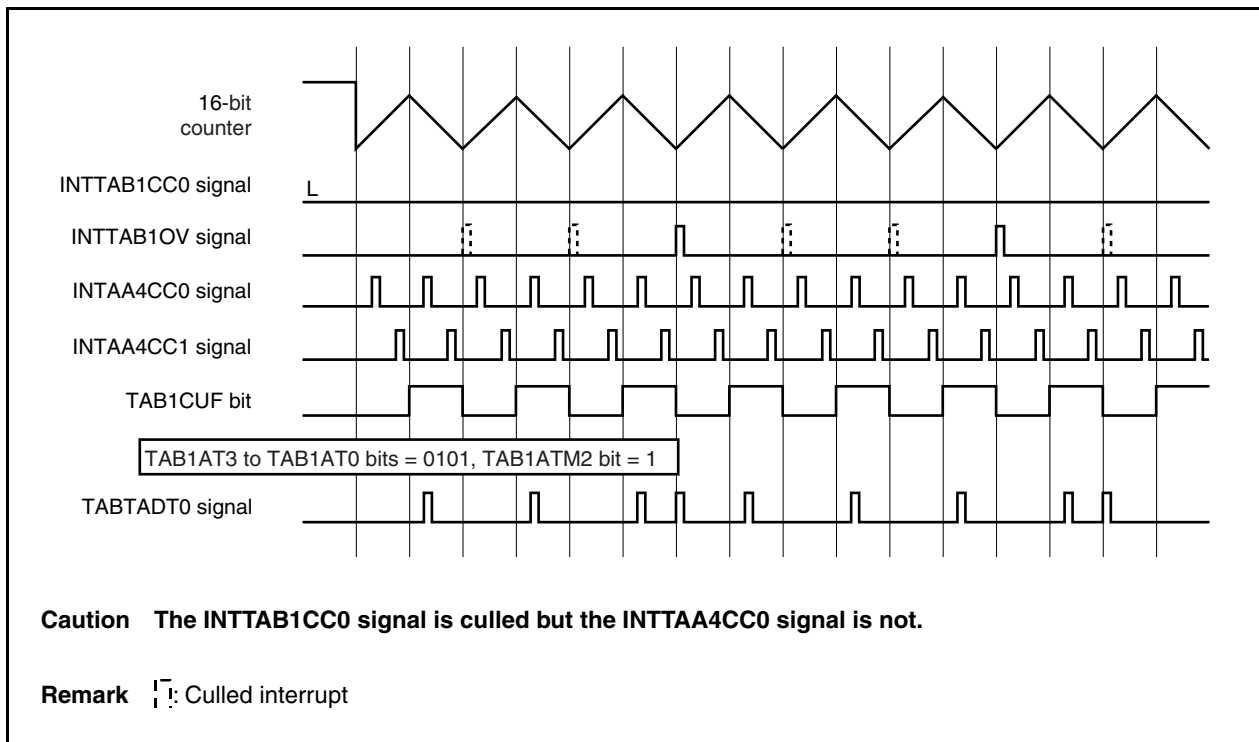 16-bit
counter
INTTAB1CC0 signal
L
INTTAB1OV signal
INTAA4CC0 signal
INTAA4CC1 signal
TAB1CUF bit
TAB1AT3 to TAB1AT0 bits = 0101, TAB1ATM2 bit = 1
TABTADT0 signal
Caution The INTTAB1CC0 signal is culled but the INTTAA4CC0 signal is not.
Remark : Culled interrupt